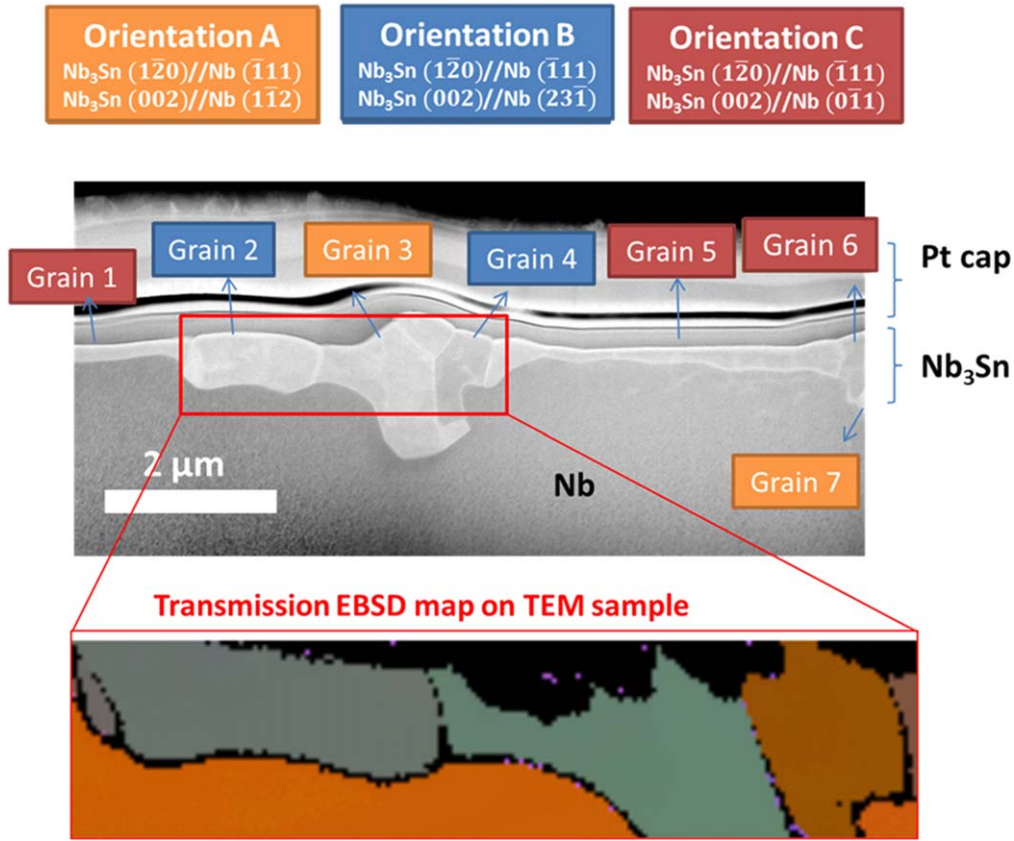 Orientation A
Nb₃Sn (12̅0)//Nb (1̅11)
Nb₃Sn (002)//Nb (11̅2)
Orientation B
Nb₃Sn (12̅0)//Nb (1̅11)
Nb₃Sn (002)//Nb (231̅)
Orientation C
Nb₃Sn (12̅0)//Nb (1̅11)
Nb₃Sn (002)//Nb (01̅1)
Grain 1
Grain 2
Grain 3
Grain 4
Grain 5
Grain 6
Pt cap
Nb₃Sn
Grain 7
2 μm
Nb
Transmission EBSD map on TEM sample